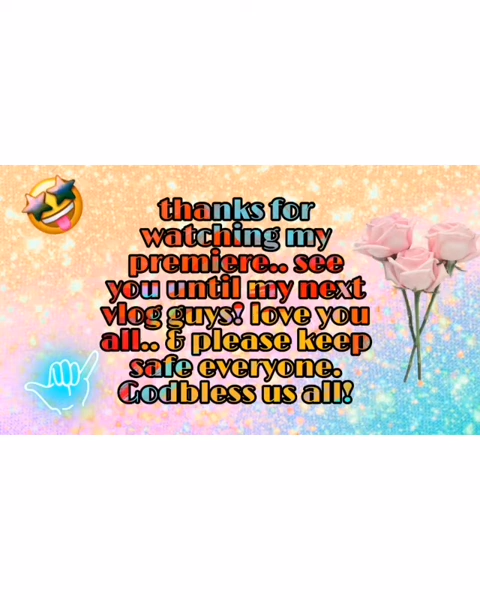 thanks for
watching my
premiere.. see
you until my next
vlog guys! love you
all.. & please keep
safe everyone.
Godbless us all!